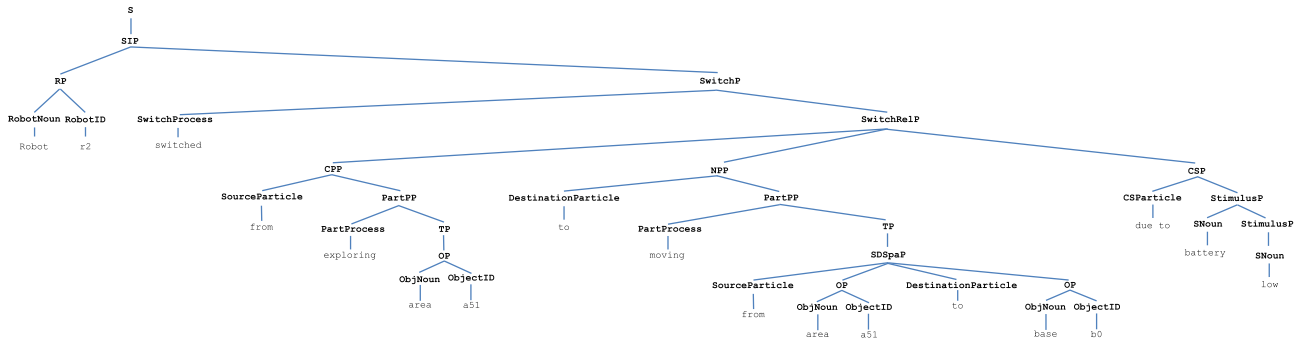 S
SIP
RP SwitchP
RobotNoun RobotID SwitchProcess SwitchRelP
Robot r2 switched
CPP NPP CSP
SourceParticle PartPP DestinationParticle PartPP CSParticle StimulusP
from to due to
PartProcess TP PartProcess TP SNoun StimulusP
exploring OP moving SDSpaP battery SNoun
ObjNoun ObjectID SourceParticle OP DestinationParticle OP low
area a51 from ObjNoun ObjectID to ObjNoun ObjectID
area a51 base b0